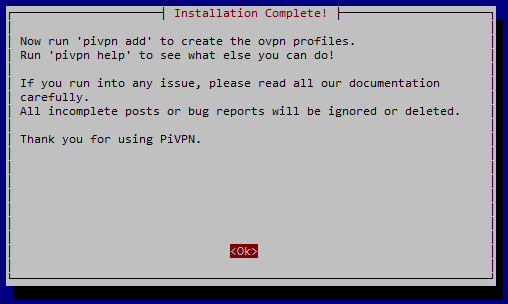 Installation Complete!
Now run 'pivpn add' to create the ovpn profiles.
Run 'pivpn help' to see what else you can do!
If you run into any issue, please read all our documentation
carefully.
All incomplete posts or bug reports will be ignored or deleted.
Thank you for using PiVPN.
<Ok>